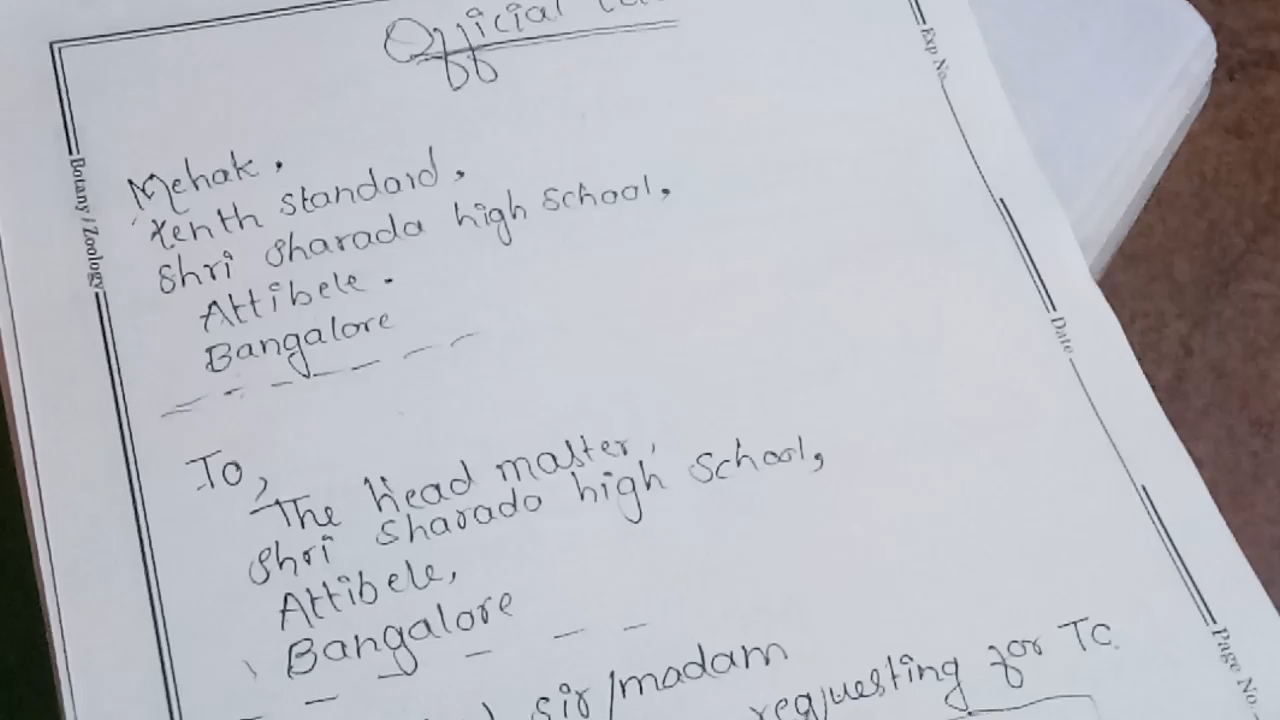 Official
Mehak.
Tenth standard,
Shri Sharada high School,
Attibele.
Bangalore
To,
The Head master,
Shri Sharada high School,
Attibele,
Bangalore
sir/madam
requesting for TC
Botany / Zoology
Exp No.
Date
Page No.